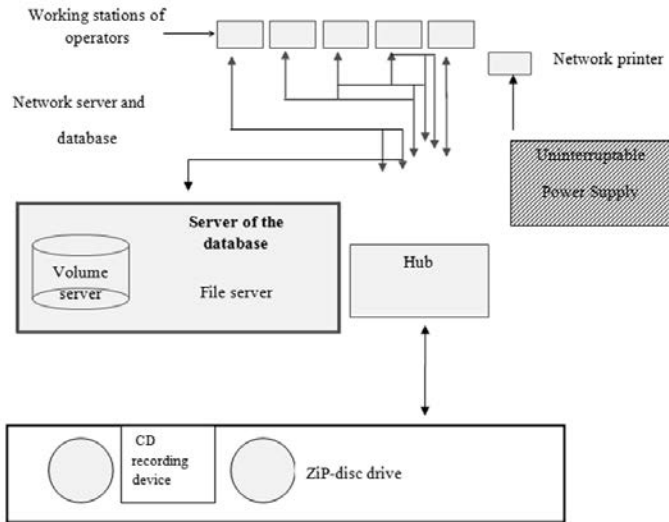 Working stations of
operators
Network printer
Network server and
database
Uninterruptable
Power Supply
Server of the
database
Volume
server
File server
Hub
CD
recording
device
ZiP-disc drive